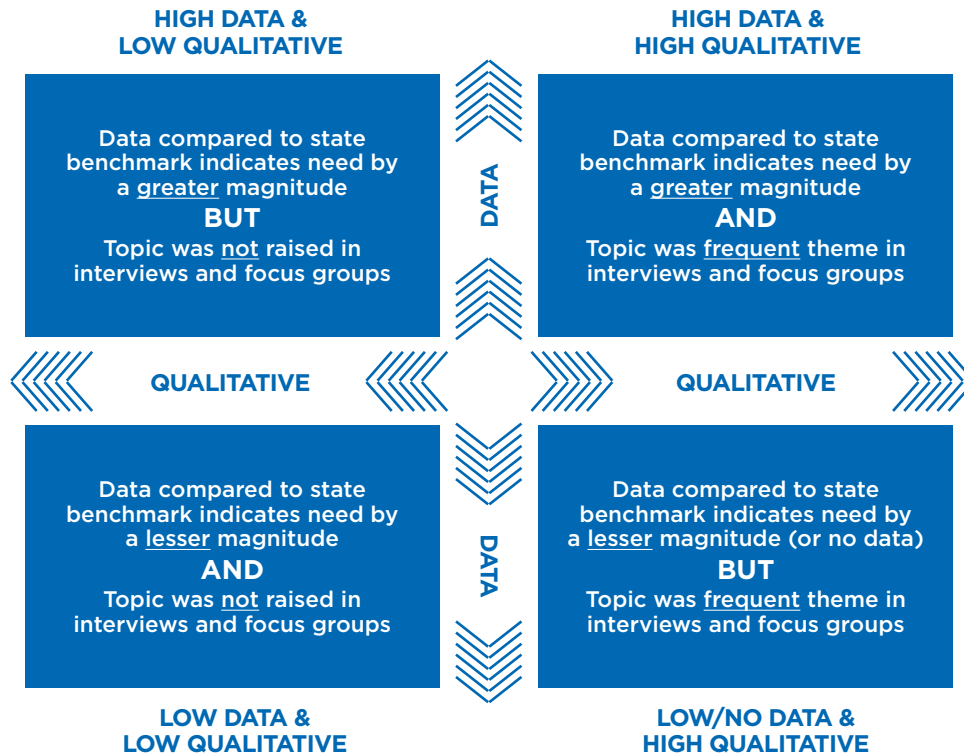 HIGH DATA &
LOW QUALITATIVE
HIGH DATA &
HIGH QUALITATIVE
Data compared to state
benchmark indicates need by
a greater magnitude
BUT
Topic was not raised in
interviews and focus groups
DATA
Data compared to state
benchmark indicates need by
a greater magnitude
AND
Topic was frequent theme in
interviews and focus groups
QUALITATIVE
QUALITATIVE
Data compared to state
benchmark indicates need by
a lesser magnitude
AND
Topic was not raised in
interviews and focus groups
DATA
Data compared to state
benchmark indicates need by
a lesser magnitude (or no data)
BUT
Topic was frequent theme in
interviews and focus groups
LOW DATA &
LOW QUALITATIVE
LOW/NO DATA &
HIGH QUALITATIVE